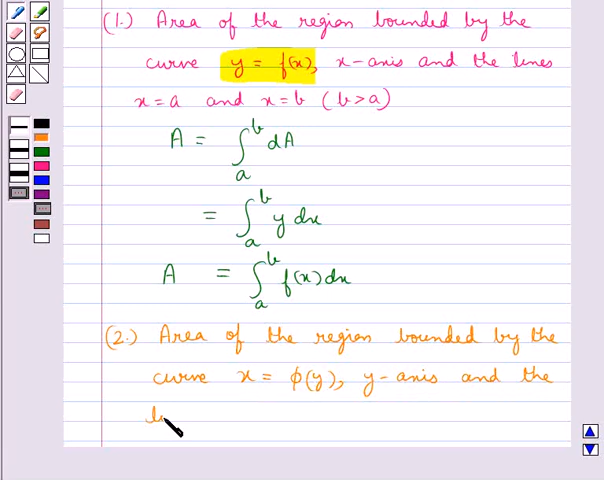 (1.) Area of the region bounded by the
curve y = f(x), x-axis and the lines
x = a and x = b (b > a)
A = ∫_a^b dA
= ∫_a^b y dx
A = ∫_a^b f(x) dx
(2.) Area of the region bounded by the
curve x = φ(y), y-axis and the